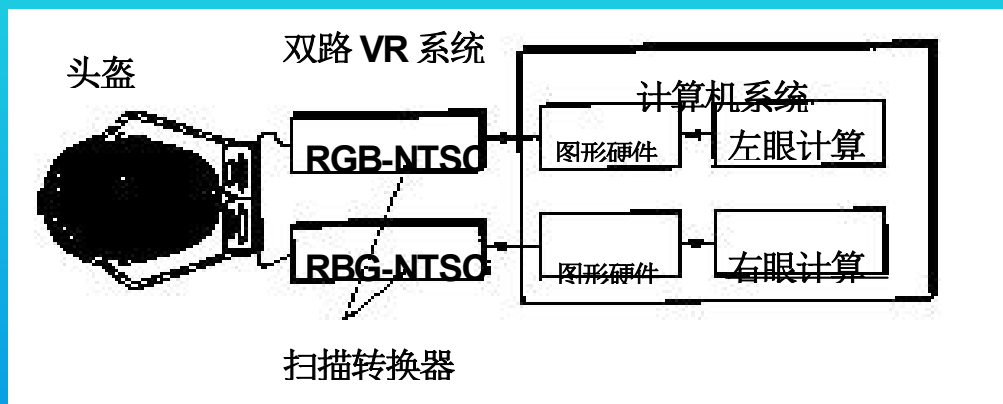 双路 VR 系统
头盔
计算机系统
RGB-NTSC
图形硬件
左眼计算
RBG-NTSC
图形硬件
右眼计算
扫描转换器